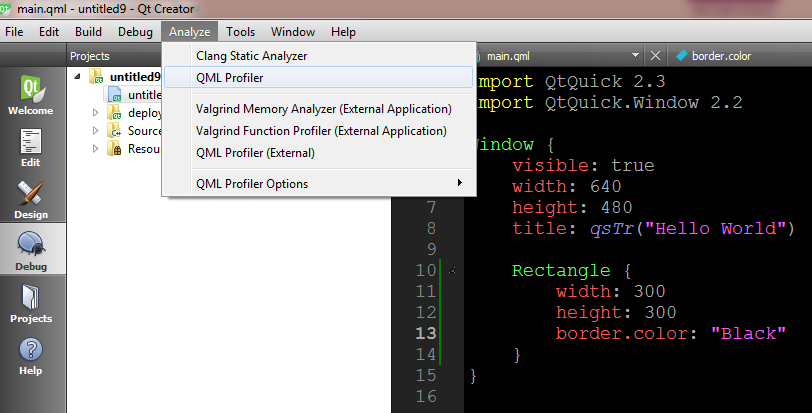 main.qml - untitled9 - Qt Creator
File Edit Build Debug Analyze Tools Window Help
Projects
main.qml
border.color
Clang Static Analyzer
QML Profiler
Valgrind Memory Analyzer (External Application)
Valgrind Function Profiler (External Application)
QML Profiler (External)
QML Profiler Options
Qt
Welcome
Edit
Design
Debug
Projects
Help
untitled9
deploy
Source
mport QtQuick 2.3
mport QtQuick.Window 2.2
indow {
visible: true
width: 640
7 height: 480
8 title: qsTr("Hello World")
9
10 Rectangle {
11 width: 300
12 height: 300
13 border.color: "Black"
14 }
15 }
16